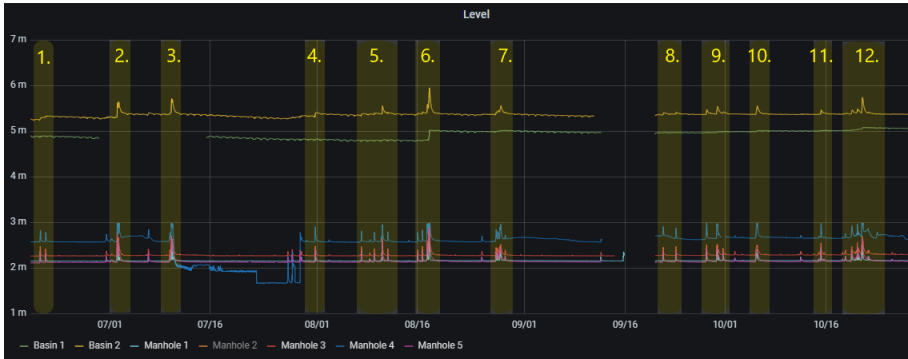 Level
7 m
1. 2. 3. 4. 5. 6. 7. 8. 9. 10. 11. 12.
6 m
5 m
4 m
3 m
2 m
1 m
07/01 07/16 08/01 08/16 09/01 09/16 10/01 10/16
Basin 1 Basin 2 Manhole 1 Manhole 2 Manhole 3 Manhole 4 Manhole 5